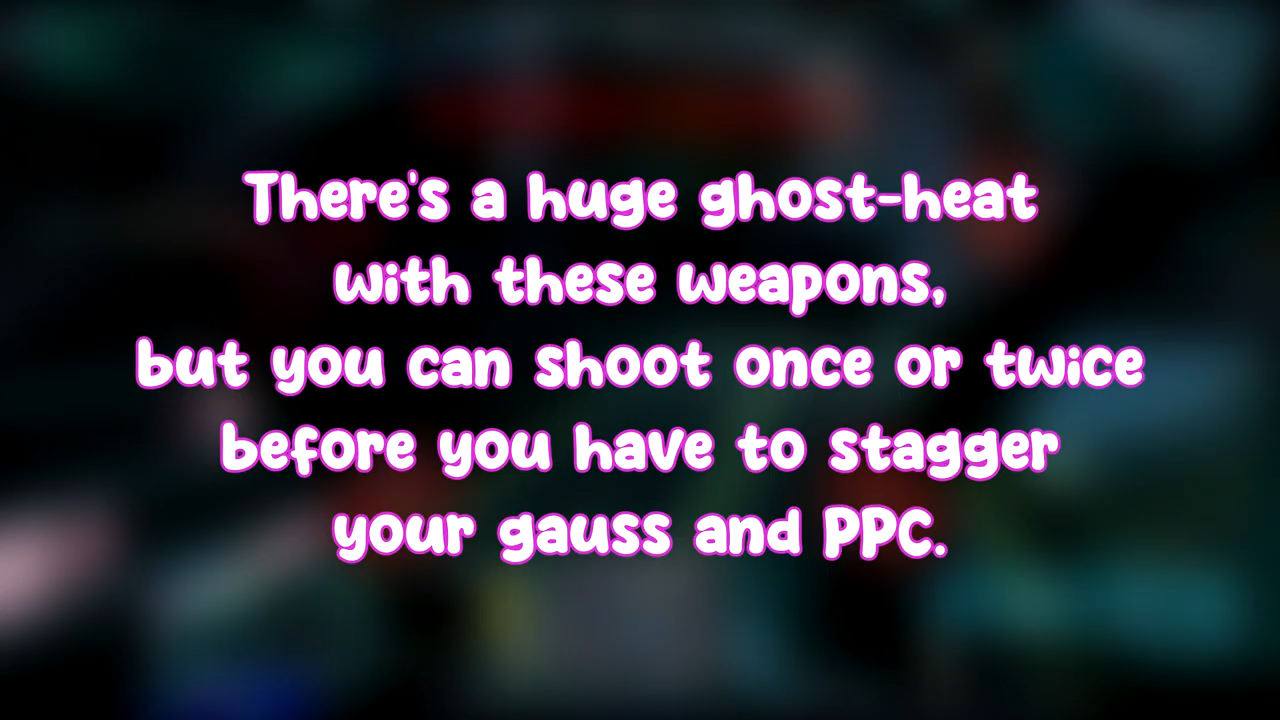 There's a huge ghost-heat
with these weapons,
but you can shoot once or twice
before you have to stagger
your gauss and PPC.